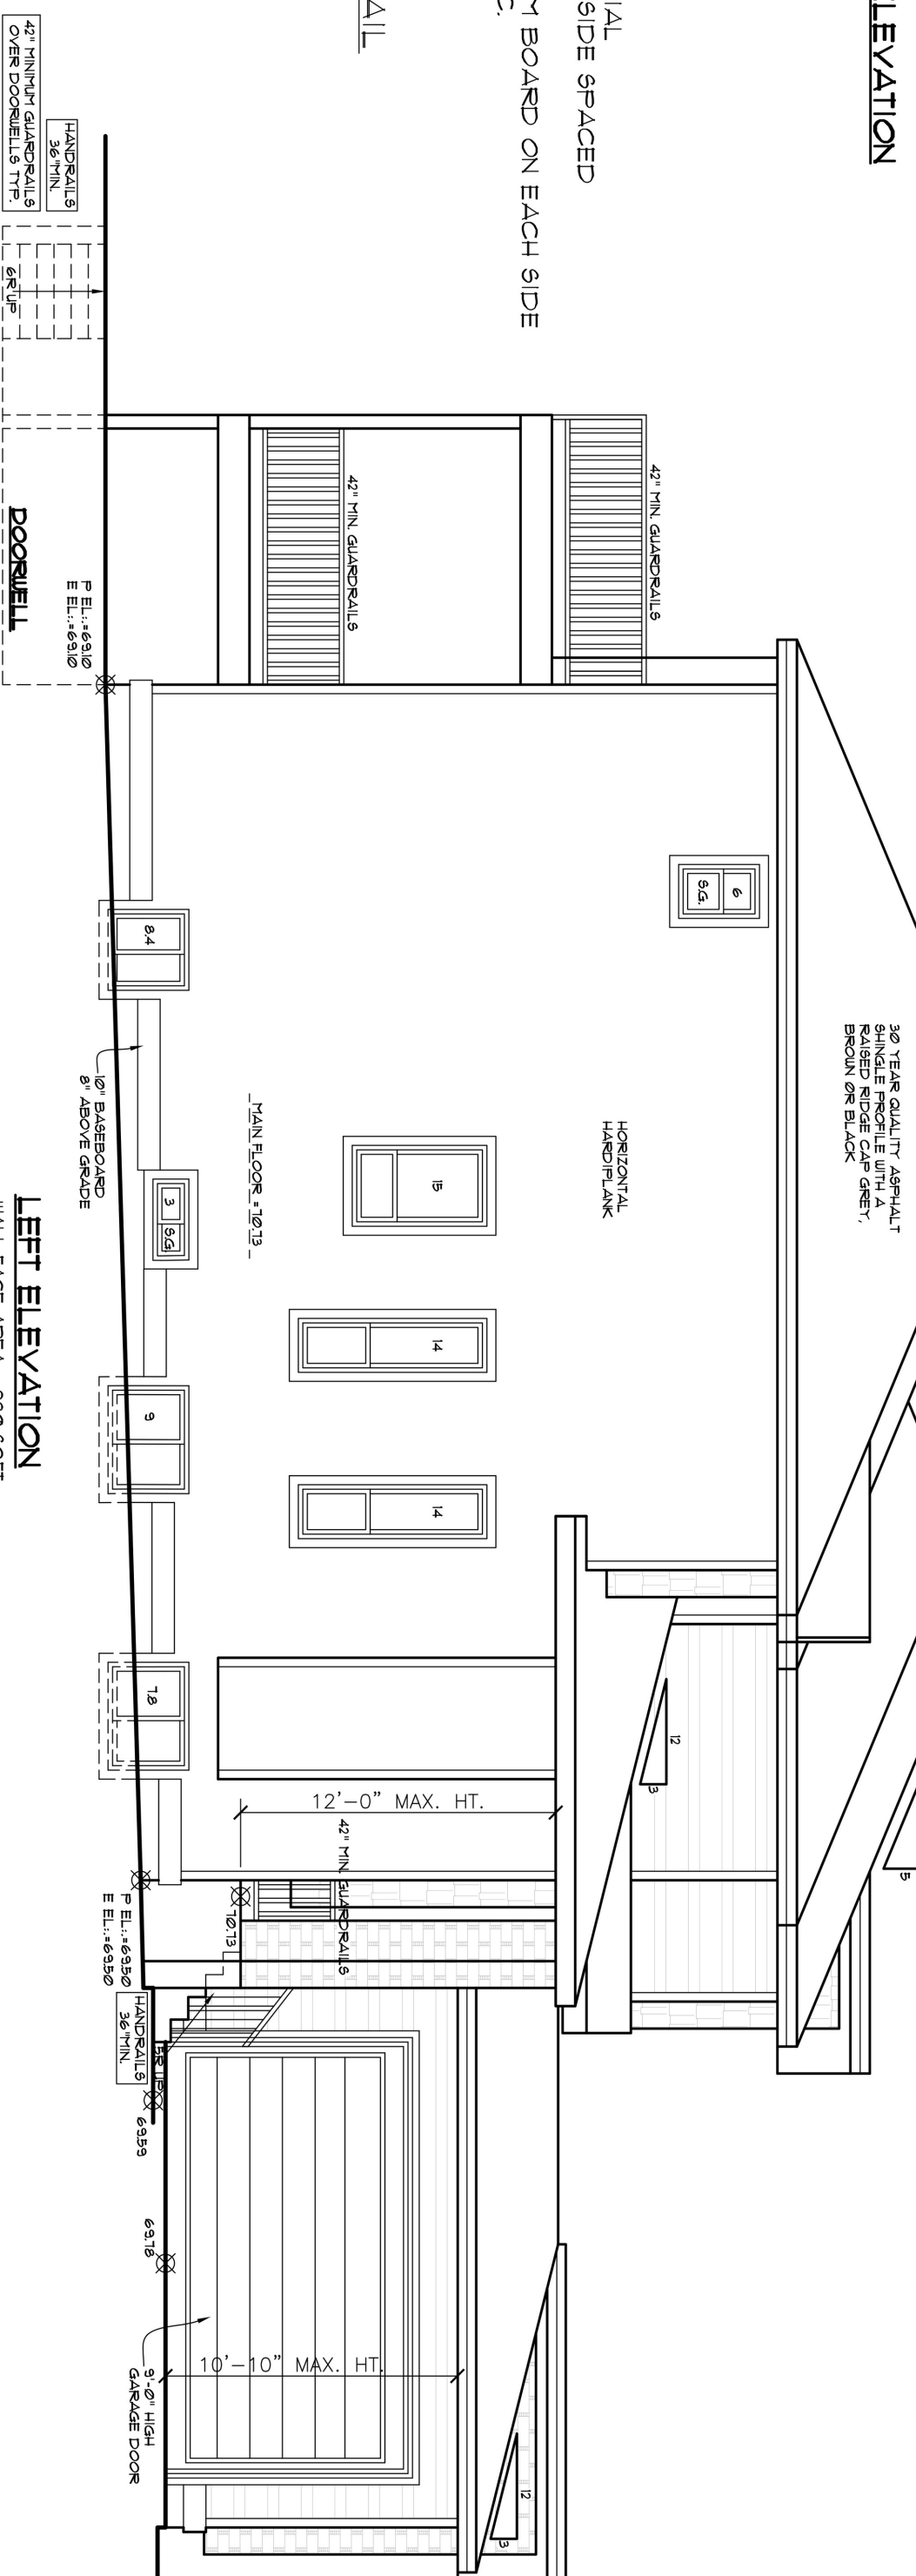 ELEVATION
IAL
SIDE SPACED
M BOARD ON EACH SIDE
C.
AIL
30 YEAR QUALITY ASPHALT
SHINGLE PROFILE WITH A
RAISED RIDGE CAP GREY,
BROWN OR BLACK
5
42" MIN. GUARDRAILS
6
S.G.
HORIZONTAL
HARDIPLANK
12
3
42" MIN. GUARDRAILS
15
14
14
12'-0" MAX. HT.
42" MIN. GUARDRAILS
12
3
MAIN FLOOR = 70.73
70.73
10'-10" MAX. HT.
8.4
3
S.G.
9
7.8
5R UP
69.59
69.78
9'-0" HIGH
GARAGE DOOR
HANDRAILS
36" MIN.
P EL.:=69.10
E EL.:=69.10
10" BASEBOARD
8" ABOVE GRADE
P EL.:=69.50
E EL.:=69.50
HANDRAILS
36" MIN.
6R UP
42" MINIMUM GUARDRAILS
OVER DOORWELLS TYP.
DOORWELL
LEFT ELEVATION